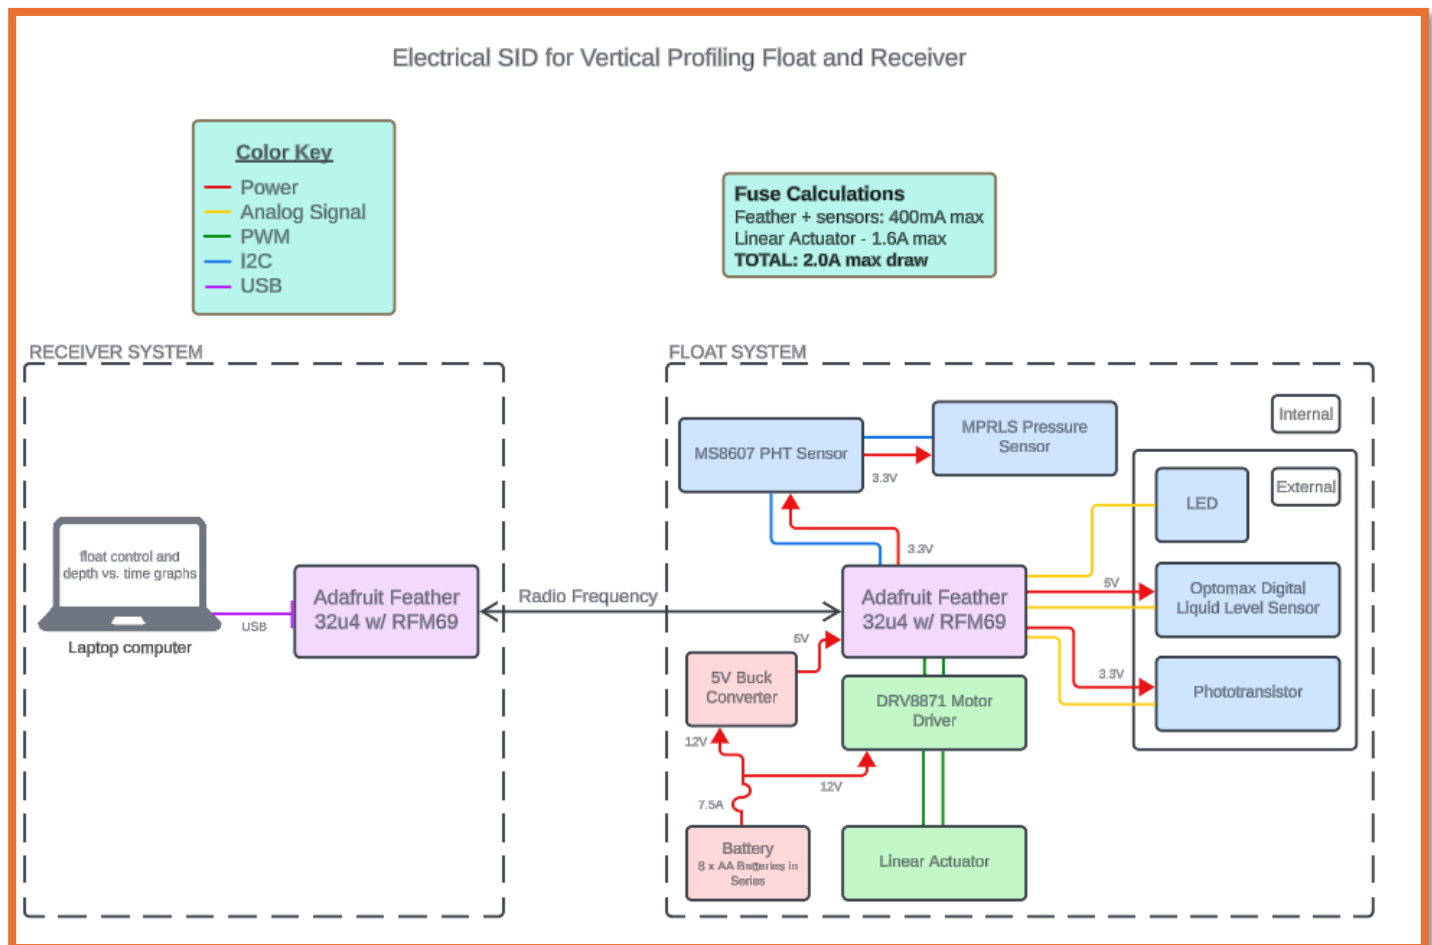 Electrical SID for Vertical Profiling Float and Receiver
Color Key
Power
Analog Signal
PWM
I2C
USB
Fuse Calculations
Feather + sensors: 400mA max
Linear Actuator - 1.6A max
TOTAL: 2.0A max draw
RECEIVER SYSTEM
float control and
depth vs. time graphs
Laptop computer
USB
Adafruit Feather
32u4 w/ RFM69
Radio Frequency
FLOAT SYSTEM
MS8607 PHT Sensor
3.3V
MPRLS Pressure
Sensor
Internal
External
LED
3.3V
Adafruit Feather
32u4 w/ RFM69
5V
Optomax Digital
Liquid Level Sensor
3.3V
Phototransistor
5V
5V Buck
Converter
DRV8871 Motor
Driver
12V
12V
7.5A
Battery
8 x AA Batteries in
Series
Linear Actuator